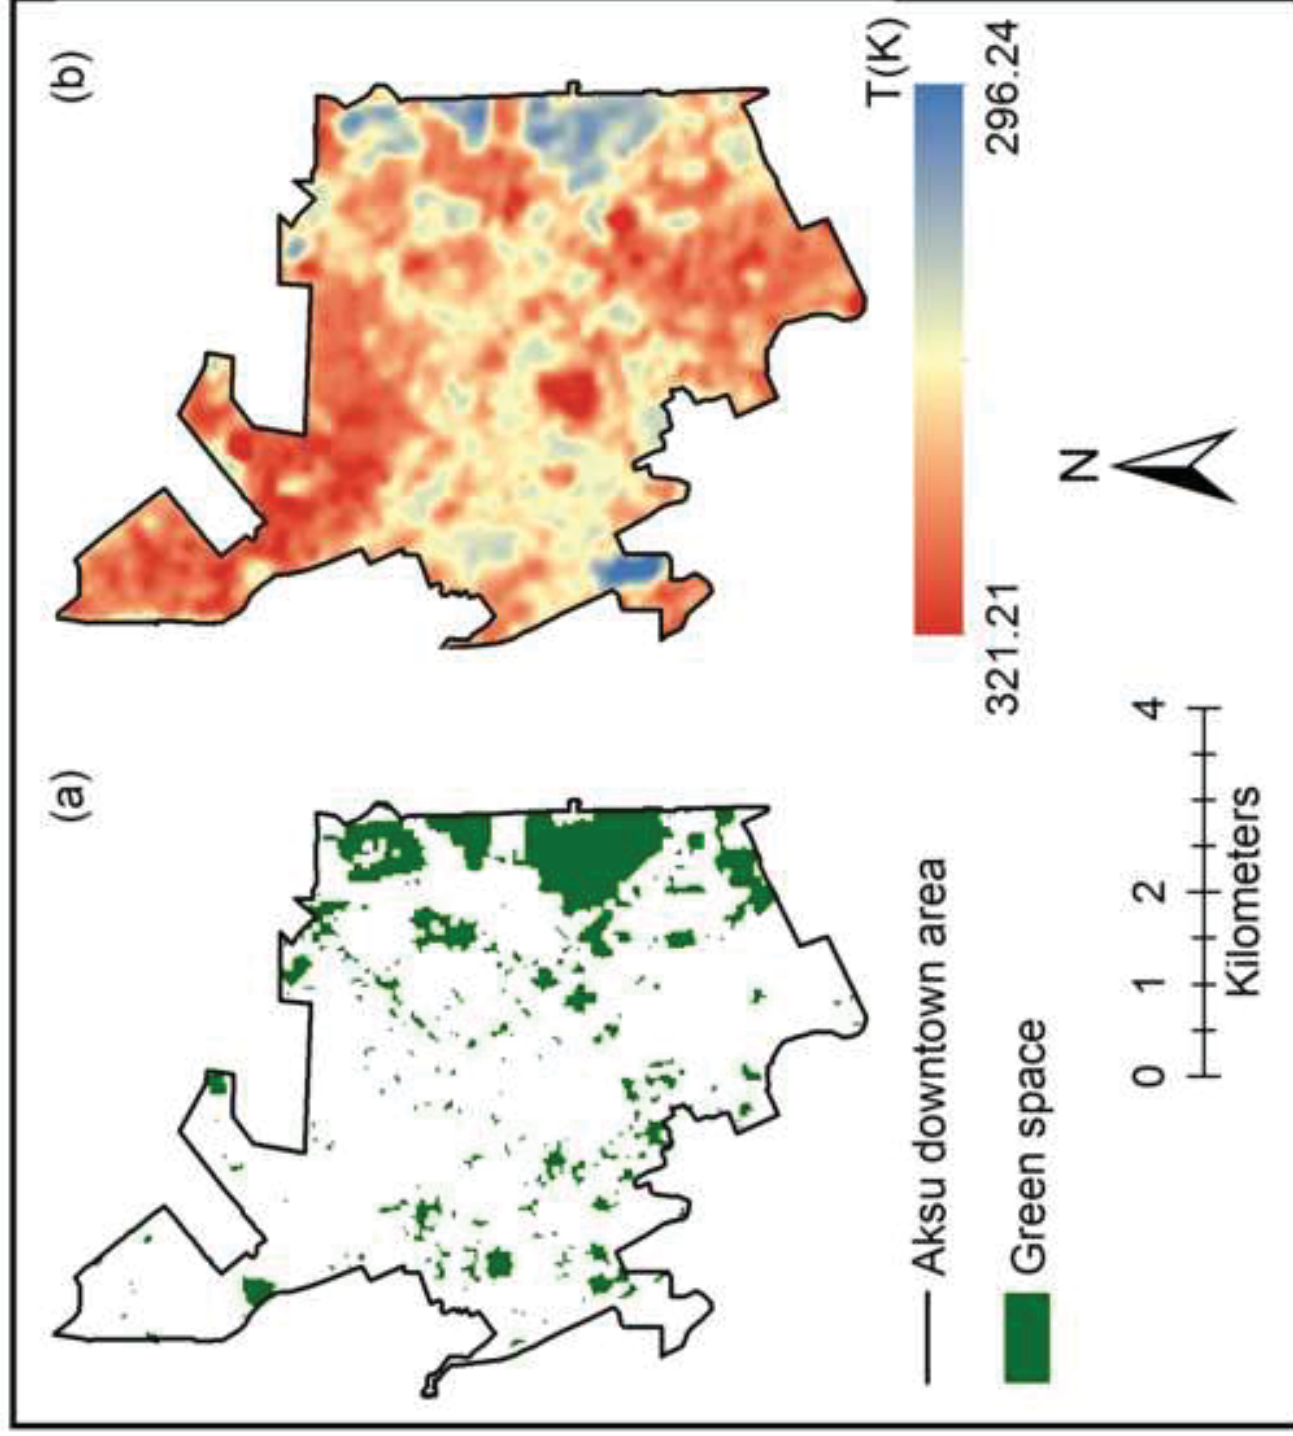 (a)
(b)
T(K)
321.21 296.24
Aksu downtown area
Green space
N
0 1 2 4
Kilometers